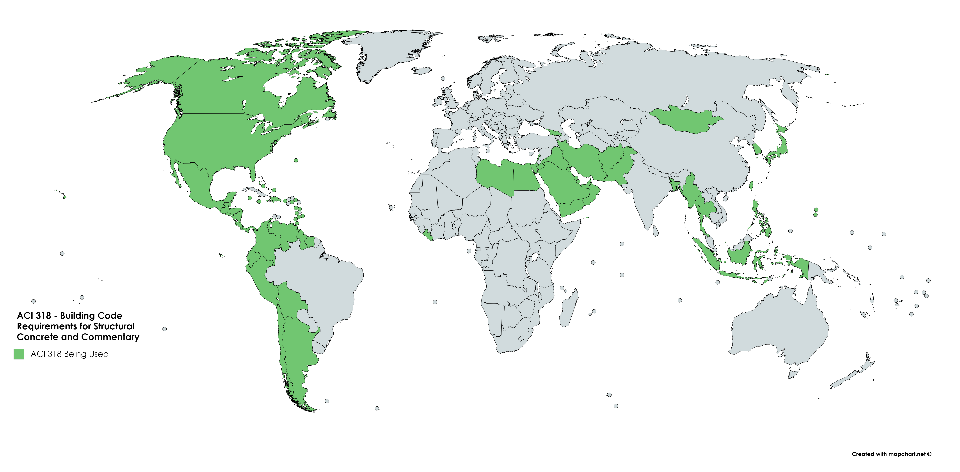 ACI 318 - Building Code
Requirements for Structural
Concrete and Commentary
ACI 318 Being Used
Created with mapchart.net ©